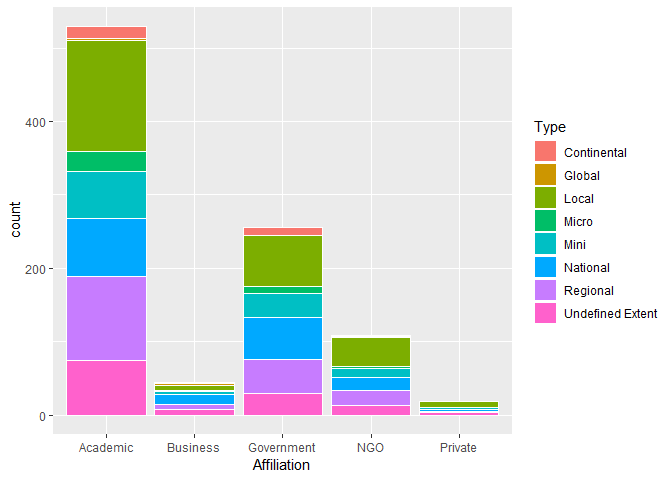 count
400
200
0
Academic
Business
Government
NGO
Private
Affiliation
Type
Continental
Global
Local
Micro
Mini
National
Regional
Undefined Extent